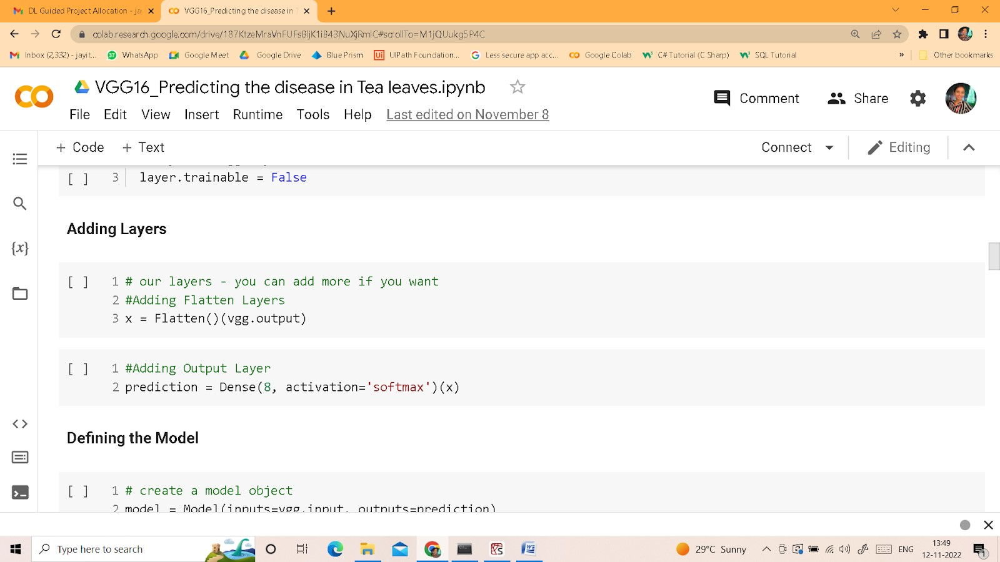 DL Guided Project Allocation - ja
VGG16_Predicting the disease in T
colab.research.google.com/drive/187KtzeMraVnFUFsBljK1iB43NuXjRmlC#scrollTo=M1jQUukg5P4C
Inbox (2,332) - jayit... WhatsApp Google Meet Google Drive Blue Prism UiPath Foundation... Less secure app acc... Google Colab C# Tutorial (C Sharp) SQL Tutorial » Other bookmarks
VGG16_Predicting the disease in Tea leaves.ipynb
Comment Share
File Edit View Insert Runtime Tools Help Last edited on November 8
+ Code + Text Connect Editing
[ ] 3 layer.trainable = False
Adding Layers
[ ] 1 # our layers - you can add more if you want
2 #Adding Flatten Layers
3 x = Flatten()(vgg.output)
[ ] 1 #Adding Output Layer
2 prediction = Dense(8, activation='softmax')(x)
Defining the Model
[ ] 1 # create a model object
2 model = Model(inputs=vgg.input, outputs=prediction)
Type here to search
29°C Sunny
ENG
13:49
12-11-2022
1